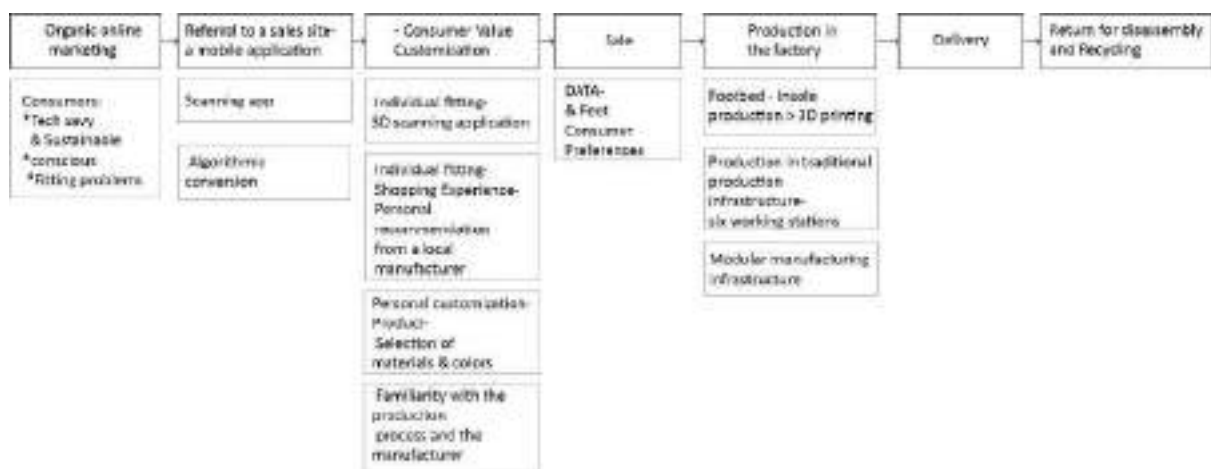 Organic online
marketing
Referral to a sales site-
a mobile application
- Consumer Value
Customisation
Sale
Production in
the factory
Delivery
Return for disassembly
and Recycling
Consumers:
*Tech savy
& Sustainable
*conscious
*Fitting problems
Scanning app
Algorithmic
conversion
Individual fitting-
3D scanning application
Individual fitting-
Shopping Experience-
Personal
recommendation
from a local
manufacturer
Personal customization-
Product-
Selection of
materials & colors
Familiarity with the
production
process and the
manufacturer
DATA-
& Feet
Consumer
Preferences
Footbed - Insole
production > 3D printing
Production in traditional
production
infrastructure-
six working stations
Modular manufacturing
infrastructure